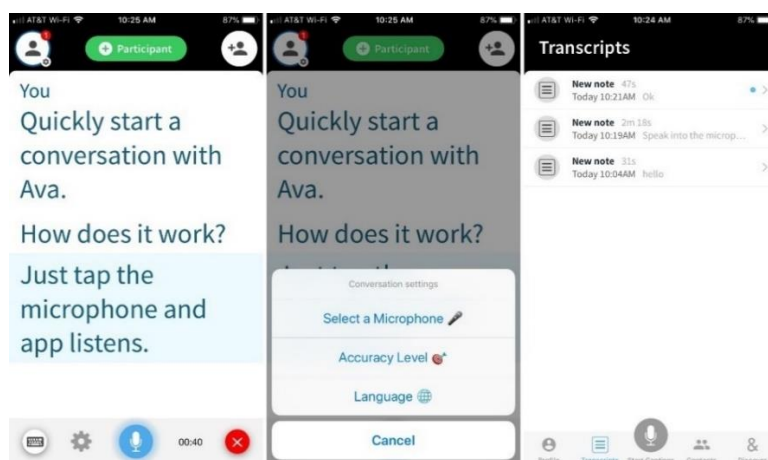 AT&T Wi-Fi 10:25 AM 87%
Participant
You
Quickly start a
conversation with
Ava.
How does it work?
Just tap the
microphone and
app listens.
00:40
AT&T Wi-Fi 10:25 AM 87%
Participant
You
Quickly start a
conversation with
Ava.
How does it work?
Conversation settings
Select a Microphone
Accuracy Level
Language
Cancel
AT&T Wi-Fi 10:24 AM 87%
Transcripts
New note 47s
Today 10:21AM Ok
New note 2m 18s
Today 10:19AM Speak into the microp...
New note 31s
Today 10:04AM hello